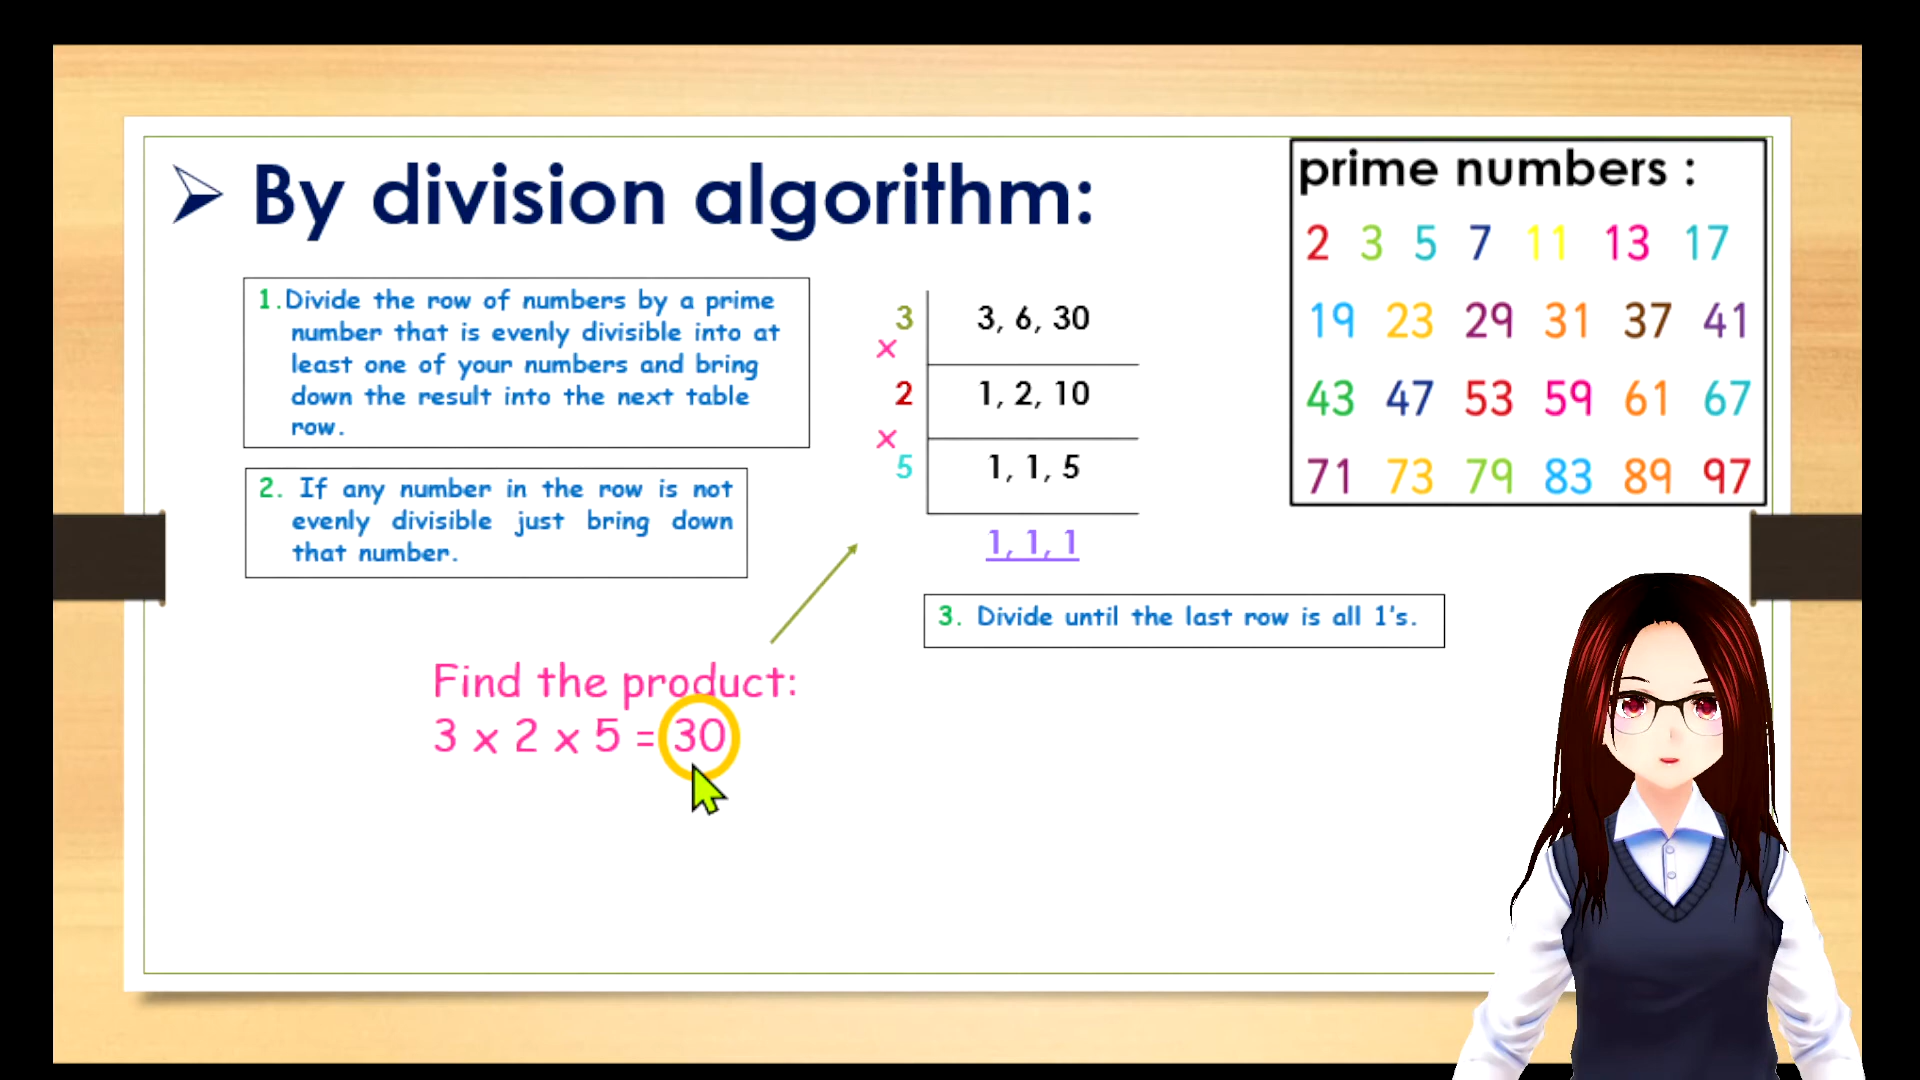 By division algorithm:
1.Divide the row of numbers by a prime
number that is evenly divisible into at
least one of your numbers and bring
down the result into the next table
row.
2. If any number in the row is not
evenly divisible just bring down
that number.
3 3, 6, 30
x
2 1, 2, 10
x
5 1, 1, 5
1, 1, 1
3. Divide until the last row is all 1's.
Find the product:
3 x 2 x 5 = 30
prime numbers :
2 3 5 7 11 13 17
19 23 29 31 37 41
43 47 53 59 61 67
71 73 79 83 89 97